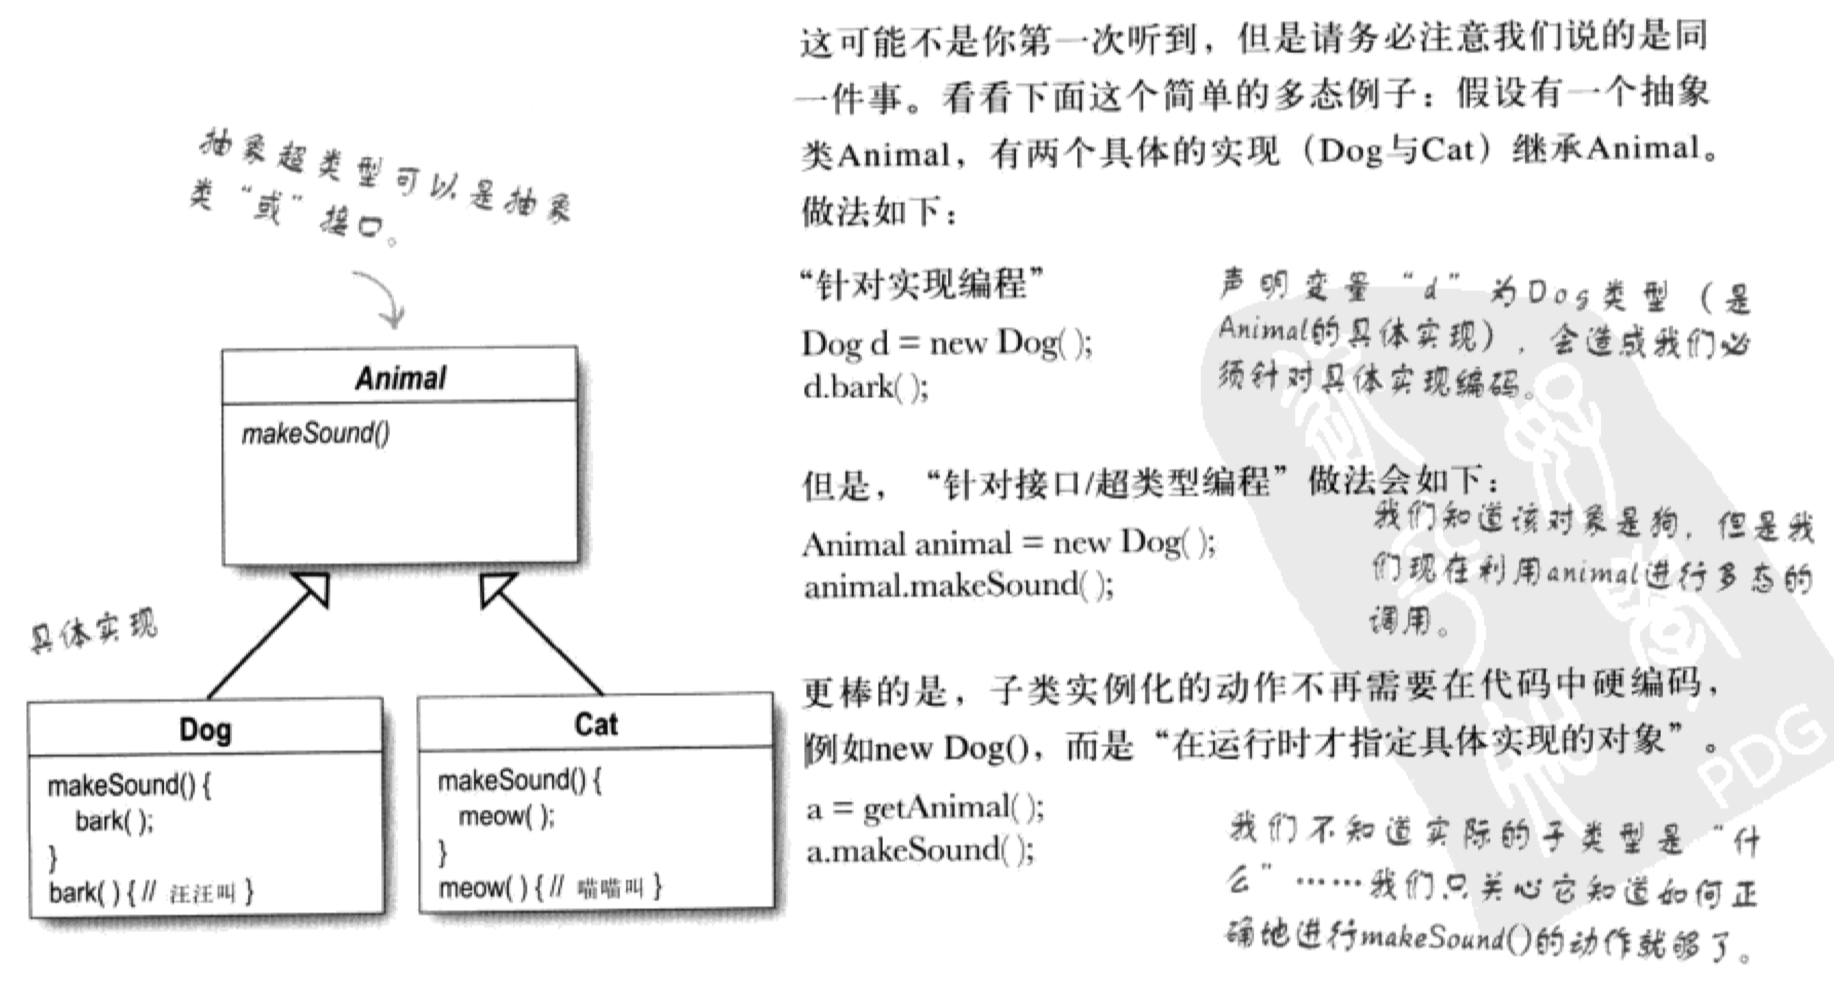 抽象超类型可以是抽象
类“或”接口。
Animal
makeSound()
具体实现
Dog
makeSound() {
bark( );
}
bark( ) { // 汪汪叫 }
Cat
makeSound() {
meow( );
}
meow( ) { // 喵喵叫 }
这可能不是你第一次听到，但是请务必注意我们说的是同
一件事。看看下面这个简单的多态例子：假设有一个抽象
类Animal，有两个具体的实现（Dog与Cat）继承Animal。
做法如下：
“针对实现编程”
Dog d = new Dog( );
d.bark( );
声明变量“d”为Dog类型（是
Animal的具体实现），会造成我们必
须针对具体实现编码。
但是，“针对接口/超类型编程”做法会如下：
Animal animal = new Dog( );
animal.makeSound( );
我们知道该对象是狗，但是我
们现在利用animal进行多态的
调用。
更棒的是，子类实例化的动作不再需要在代码中硬编码，
例如new Dog()，而是“在运行时才指定具体实现的对象”。
a = getAnimal( );
a.makeSound( );
我们不知道实际的子类型是“什
么”……我们只关心它知道如何正
确地进行makeSound()的动作就够了。
PDG